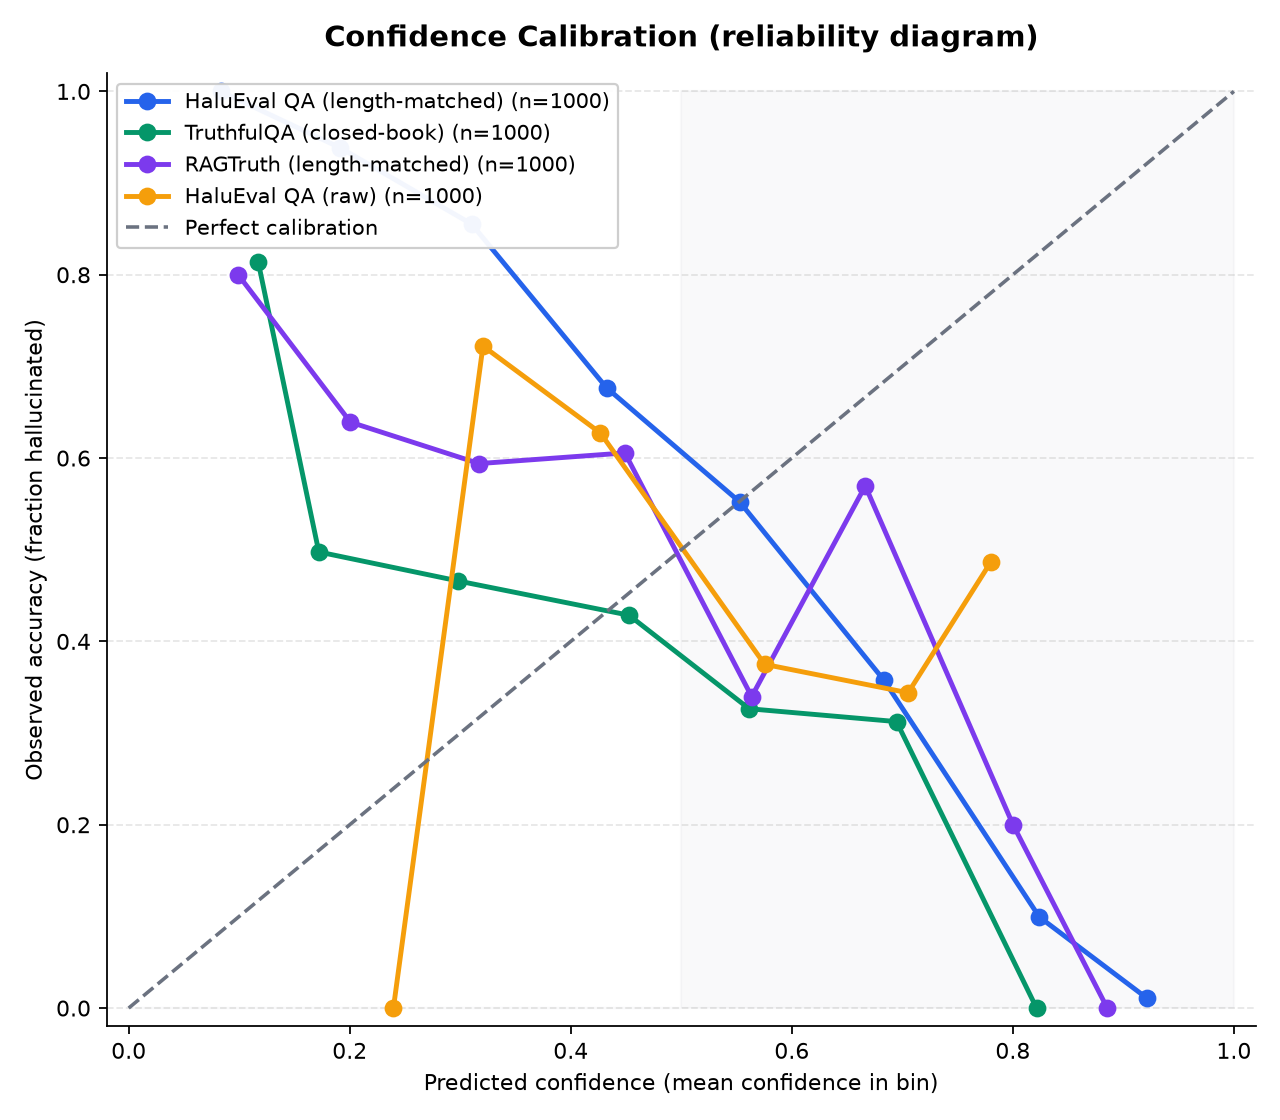 Confidence Calibration (reliability diagram)
HaluEval QA (length-matched) (n=1000)
TruthfulQA (closed-book) (n=1000)
RAGTruth (length-matched) (n=1000)
HaluEval QA (raw) (n=1000)
Perfect calibration
Observed accuracy (fraction hallucinated)
1.0
0.8
0.6
0.4
0.2
0.0
0.0 0.2 0.4 0.6 0.8 1.0
Predicted confidence (mean confidence in bin)